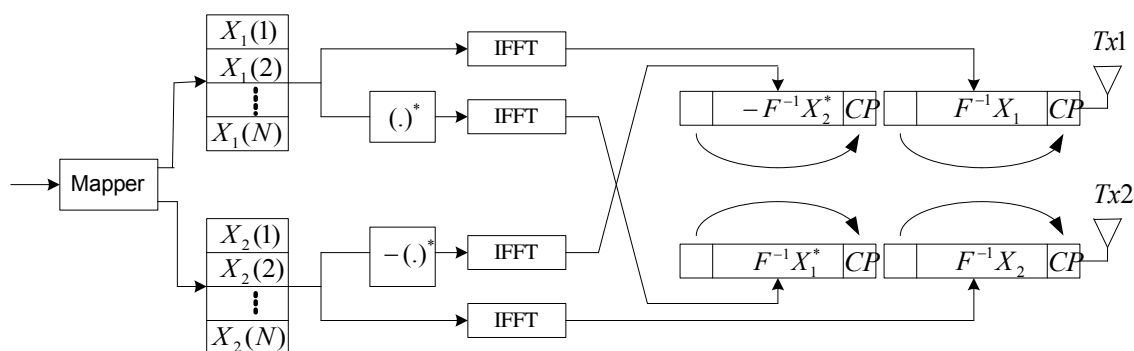 X₁(1)
X₁(2)
X₁(N)
Mapper
X₂(1)
X₂(2)
X₂(N)
IFFT
(.)*
IFFT
−(.)*
IFFT
IFFT
Tx1
−F⁻¹X₂* CP
F⁻¹X₁ CP
Tx2
F⁻¹X₁* CP
F⁻¹X₂ CP